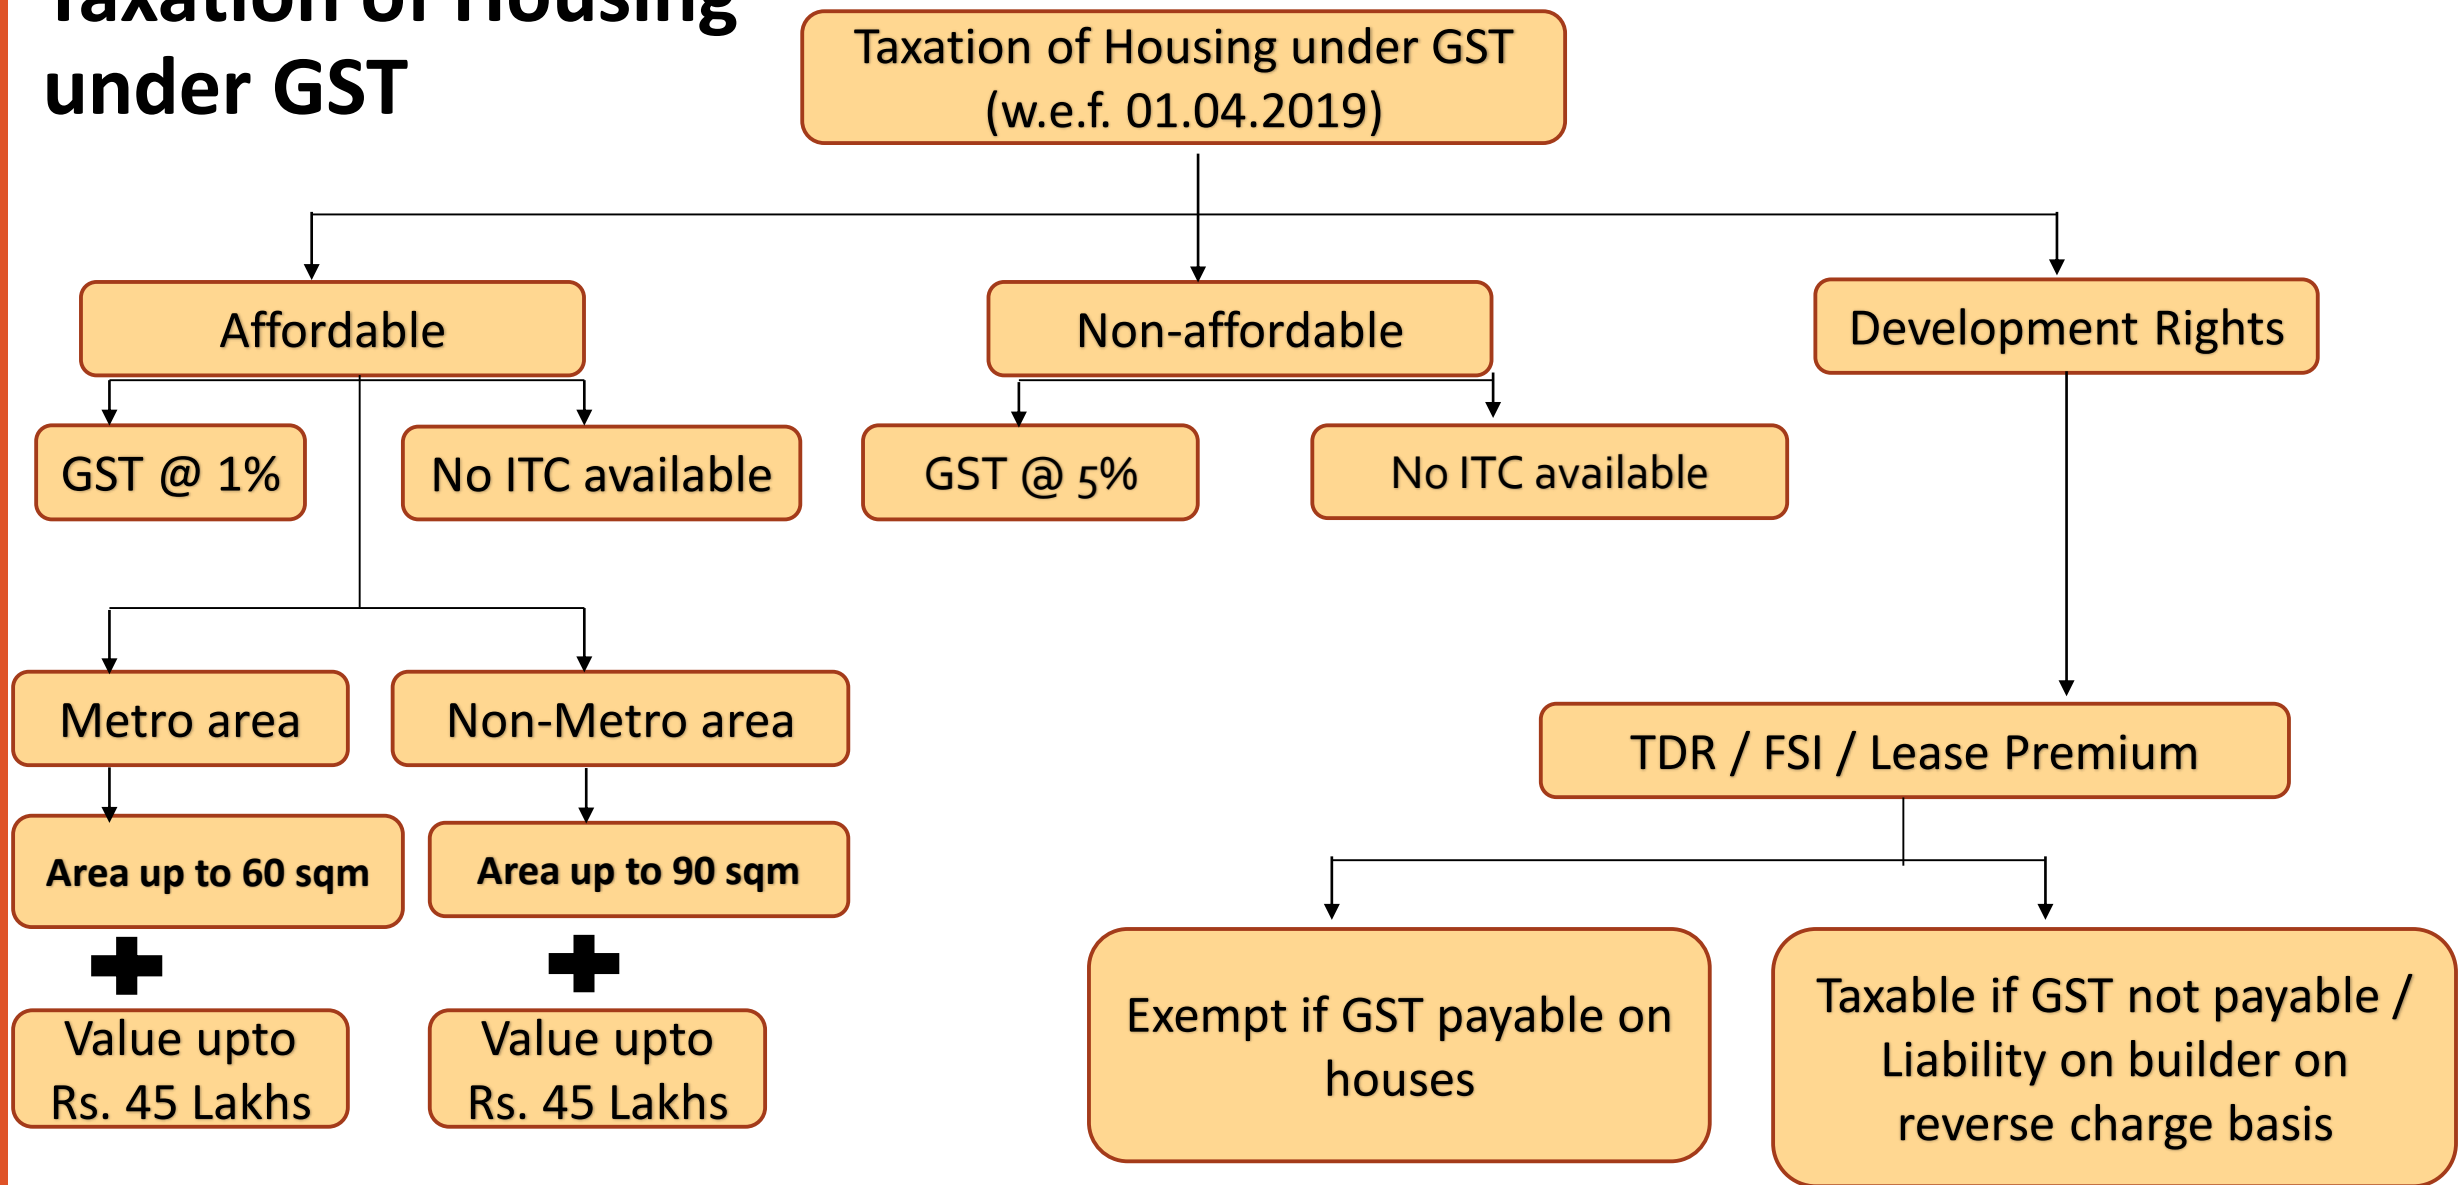 Taxation of Housing
under GST
Taxation of Housing under GST
(w.e.f. 01.04.2019)
Affordable
Non-affordable
Development Rights
GST @ 1%
No ITC available
GST @ 5%
No ITC available
Metro area
Non-Metro area
TDR / FSI / Lease Premium
Area up to 60 sqm
Area up to 90 sqm
Value upto
Rs. 45 Lakhs
Value upto
Rs. 45 Lakhs
Exempt if GST payable on
houses
Taxable if GST not payable /
Liability on builder on
reverse charge basis